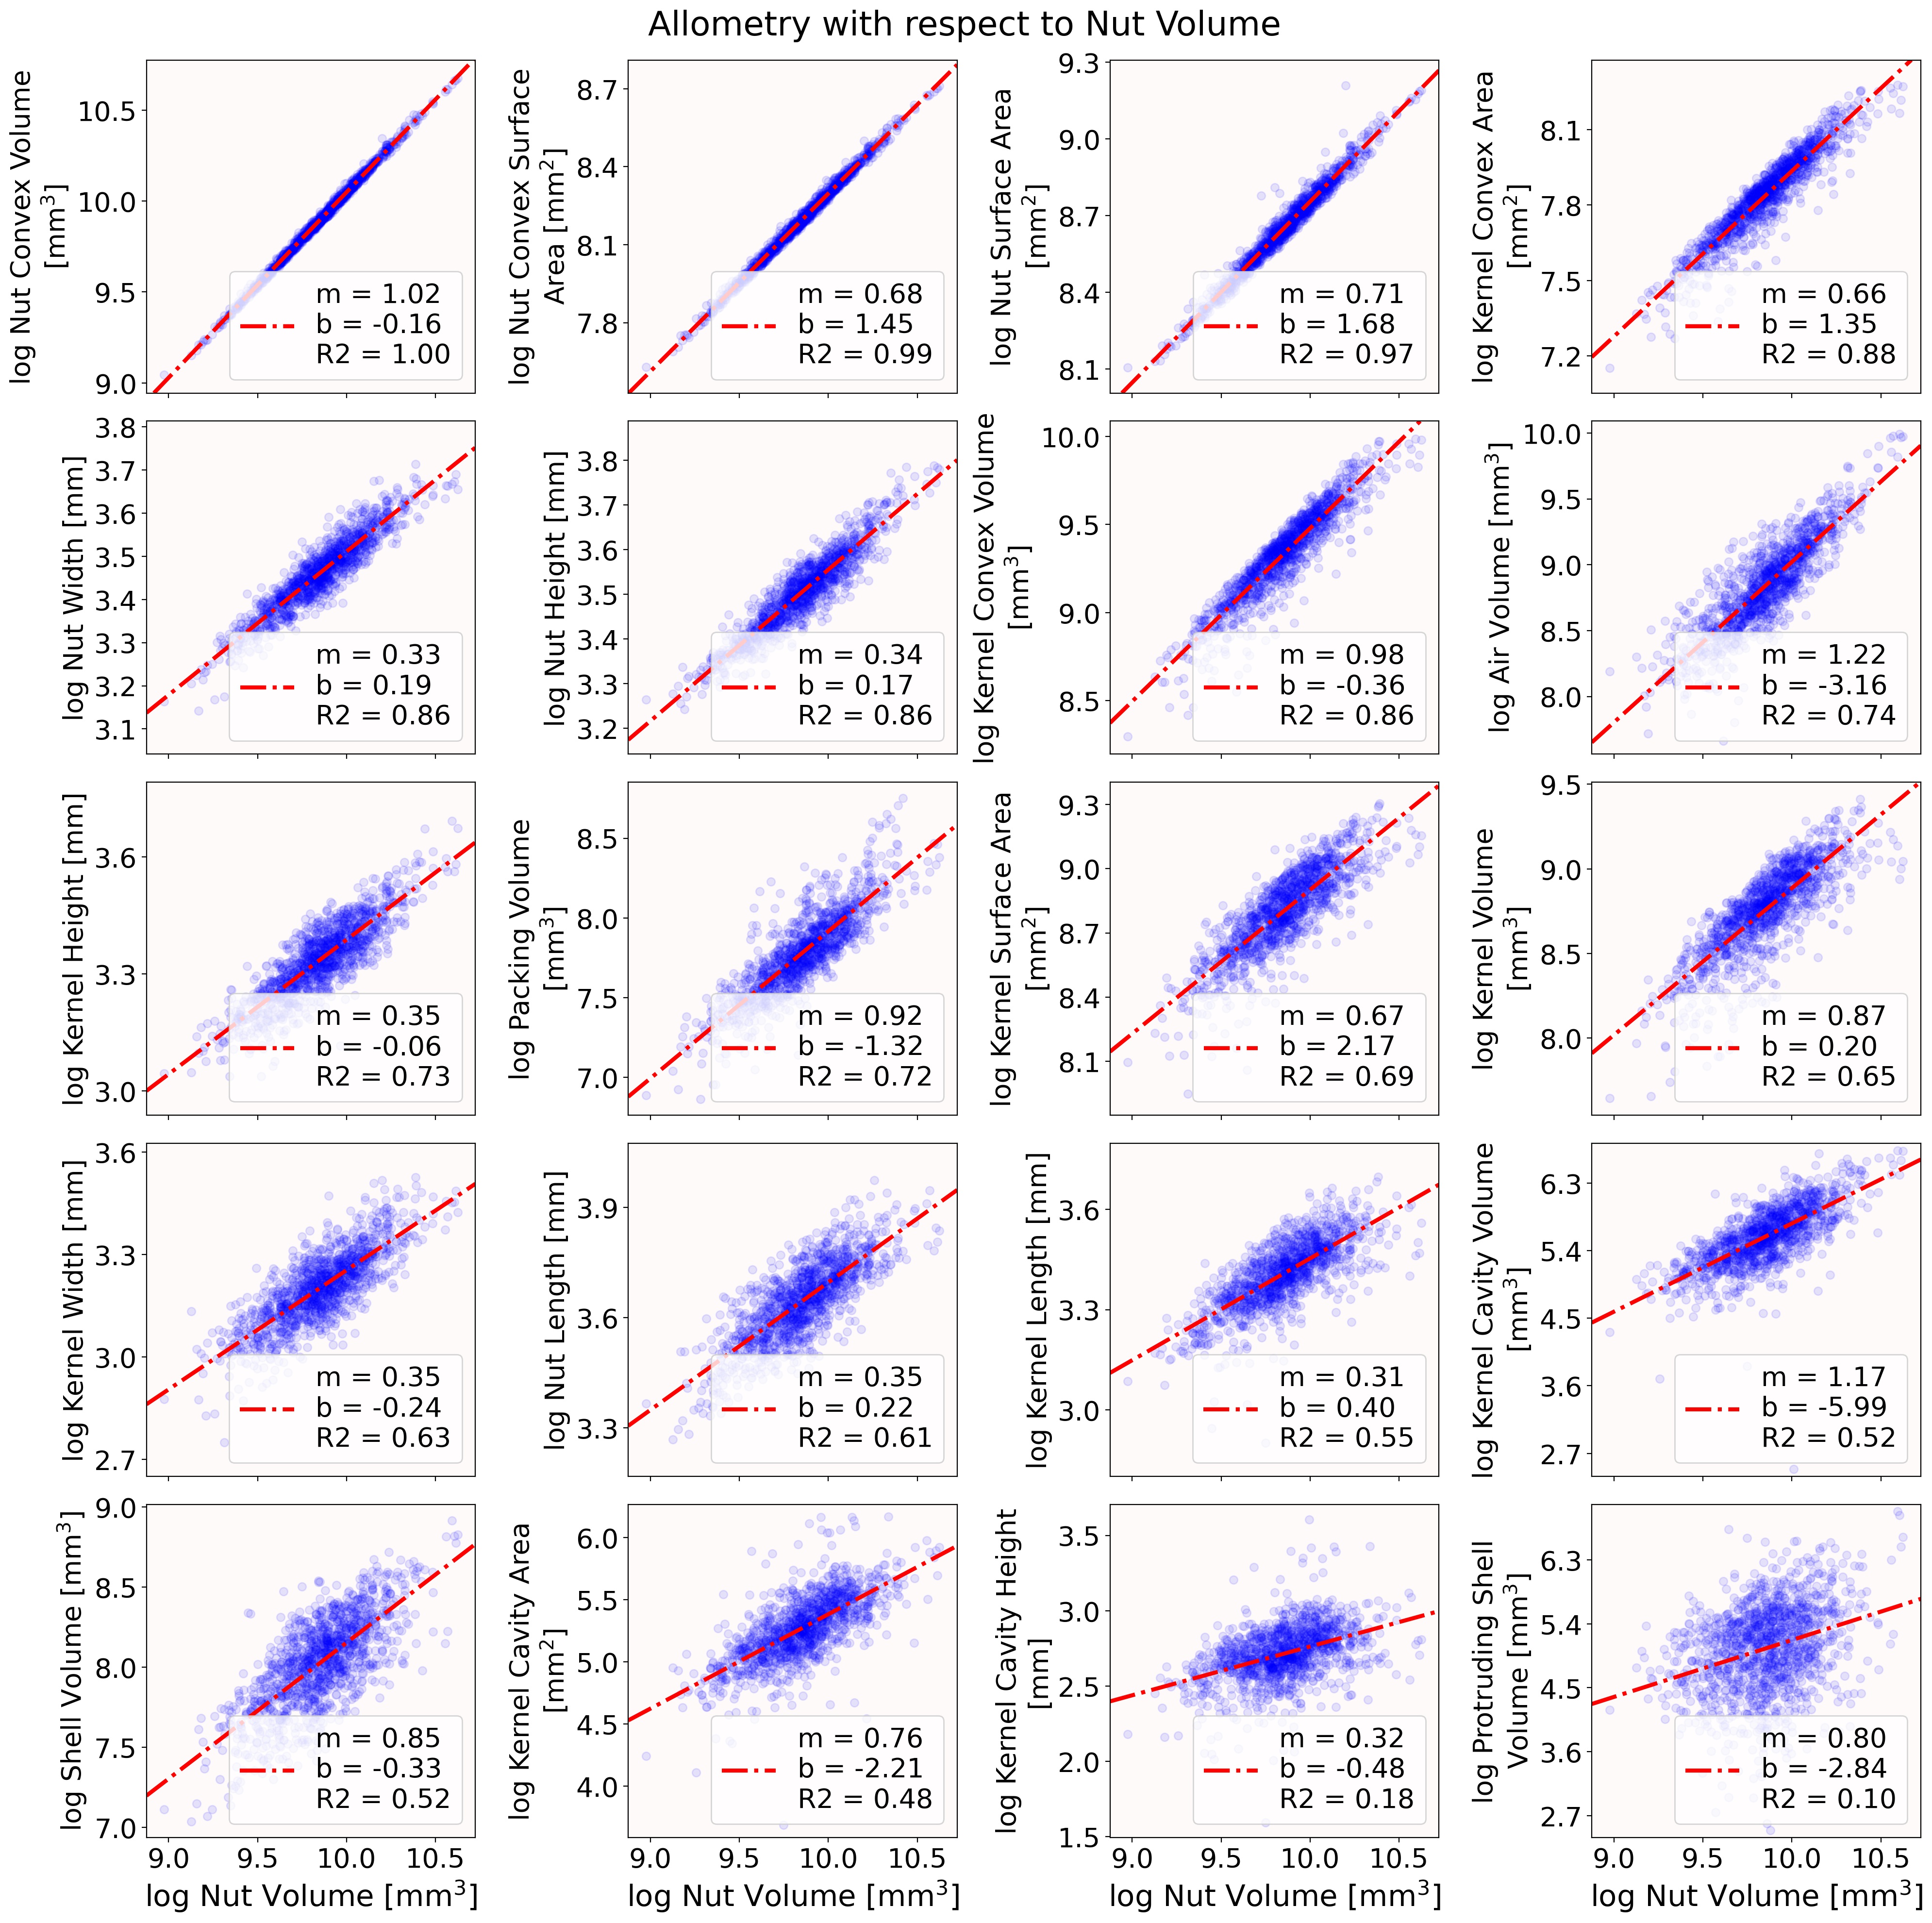 Allometry with respect to Nut Volume
log Nut Convex Volume
[mm³]
10.5
10.0
9.5
9.0
m = 1.02
b = -0.16
R2 = 1.00
log Nut Convex Surface
Area [mm²]
8.7
8.4
8.1
7.8
m = 0.68
b = 1.45
R2 = 0.99
log Nut Surface Area
[mm²]
9.3
9.0
8.7
8.4
8.1
m = 0.71
b = 1.68
R2 = 0.97
log Kernel Convex Area
[mm²]
8.1
7.8
7.5
7.2
m = 0.66
b = 1.35
R2 = 0.88
log Nut Width [mm]
3.8
3.7
3.6
3.5
3.4
3.3
3.2
3.1
m = 0.33
b = 0.19
R2 = 0.86
log Nut Height [mm]
3.8
3.7
3.6
3.5
3.4
3.3
3.2
m = 0.34
b = 0.17
R2 = 0.86
log Kernel Convex Volume
[mm³]
10.0
9.5
9.0
8.5
m = 0.98
b = -0.36
R2 = 0.86
log Air Volume [mm³]
10.0
9.5
9.0
8.5
8.0
m = 1.22
b = -3.16
R2 = 0.74
log Kernel Height [mm]
3.6
3.3
3.0
m = 0.35
b = -0.06
R2 = 0.73
log Packing Volume
[mm³]
8.5
8.0
7.5
7.0
m = 0.92
b = -1.32
R2 = 0.72
log Kernel Surface Area
[mm²]
9.3
9.0
8.7
8.4
8.1
m = 0.67
b = 2.17
R2 = 0.69
log Kernel Volume
[mm³]
9.5
9.0
8.5
8.0
m = 0.87
b = 0.20
R2 = 0.65
log Kernel Width [mm]
3.6
3.3
3.0
2.7
m = 0.35
b = -0.24
R2 = 0.63
log Nut Length [mm]
3.9
3.6
3.3
m = 0.35
b = 0.22
R2 = 0.61
log Kernel Length [mm]
3.6
3.3
3.0
m = 0.31
b = 0.40
R2 = 0.55
log Kernel Cavity Volume
[mm³]
6.3
5.4
4.5
3.6
2.7
m = 1.17
b = -5.99
R2 = 0.52
log Shell Volume [mm³]
9.0
8.5
8.0
7.5
7.0
m = 0.85
b = -0.33
R2 = 0.52
9.0 9.5 10.0 10.5
log Nut Volume [mm³]
log Kernel Cavity Area
[mm²]
6.0
5.5
5.0
4.5
4.0
m = 0.76
b = -2.21
R2 = 0.48
9.0 9.5 10.0 10.5
log Nut Volume [mm³]
log Kernel Cavity Height
[mm]
3.5
3.0
2.5
2.0
1.5
m = 0.32
b = -0.48
R2 = 0.18
9.0 9.5 10.0 10.5
log Nut Volume [mm³]
log Protruding Shell
Volume [mm³]
6.3
5.4
4.5
3.6
2.7
m = 0.80
b = -2.84
R2 = 0.10
9.0 9.5 10.0 10.5
log Nut Volume [mm³]